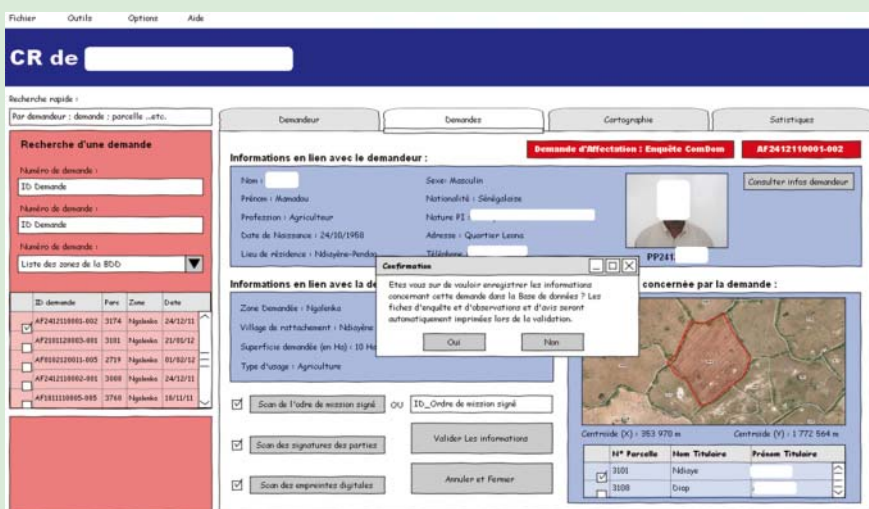 Fichier Outils Options Aide
CR de
Recherche rapide :
Par demandeur ; demande ; parcelle ..etc.
Demandeur Demandes Cartographie Satistiques
Recherche d'une demande
Numéro de demande :
ID Demande
Numéro de demande :
ID Demande
Numéro de demande :
Liste des zones de la BDD
ID demande Parc Zone Date
AF2412110001-002 3174 Ngolenka 24/12/11
AF2101120003-001 3101 Ngolenka 21/01/12
AF0102120011-005 2719 Ngolenka 01/02/12
AF2412110002-001 3000 Ngolenka 24/12/11
AF1011110005-005 3760 Ngolenka 10/11/11
Demande d'Affectation : Enquête ComDom AF2412110001-002
Informations en lien avec le demandeur :
Nom :
Prénom : Mamadou
Profession : Agriculteur
Date de Naissance : 24/10/1950
Lieu de résidence : Ndiayène-Pendao
Sexe: Masculin
Nationalité : Sénégalaise
Nature PI :
Adresse : Quartier Leona
Téléphone :
PP241
Consulter infos demandeur
Confirmation
Etes vous sur de vouloir enregistrer les informations
concernant cette demande dans la Base de données ? Les
fiches d'enquête et d'observations et d'avis seront
automatiquement imprimées lors de la validation.
Oui Non
Informations en lien avec la de
Zone Demandée : Ngolenka
Village de rattachement : Ndiayène
Superficie demandée (en Ha) : 10 Ha
Type d'usage : Agriculture
concernée par la demande :
Centroide (X) : 353 970 m Centroide (Y) : 1 772 564 m
N° Parcelle Nom Titulaire Prénom Titulaire
3101 Ndiaye
3108 Diop
Scan de l'odre de mission signé OU ID_Ordre de mission signé
Scan des signatures des parties Valider Les informations
Scan des empreintes digitales Annuler et Fermer